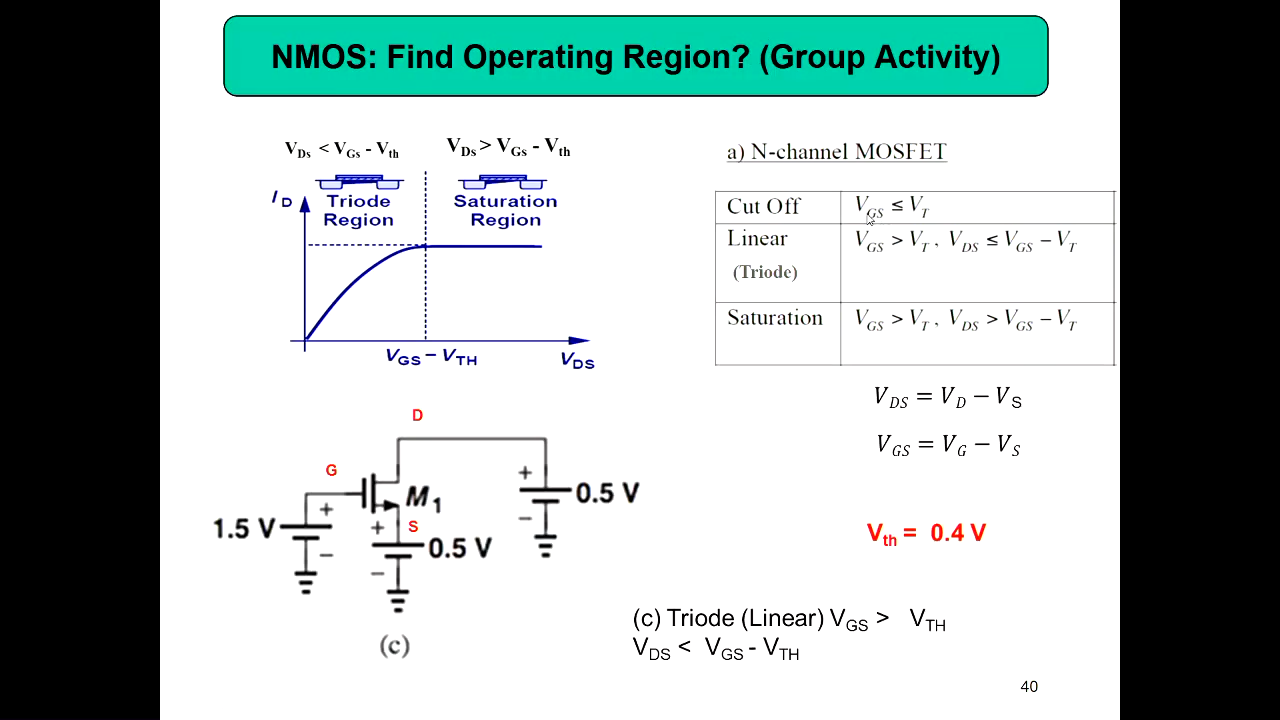 NMOS: Find Operating Region? (Group Activity)
VDs < VGs - Vth
VDs > VGs - Vth
ID
Triode
Region
Saturation
Region
VGS – VTH
VDS
a) N-channel MOSFET
Cut Off
VGS ≤ VT
Linear
(Triode)
VGS > VT , VDS ≤ VGS − VT
Saturation
VGS > VT , VDS > VGS − VT
VDS = VD − VS
VGS = VG − VS
Vth = 0.4 V
D
G
S
M1
+
−
1.5 V
+
−
0.5 V
+
−
0.5 V
(c)
(c) Triode (Linear) VGS > VTH
VDS < VGS - VTH
40